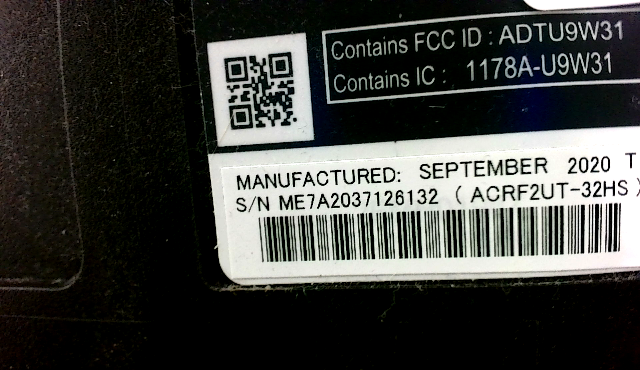 Contains FCC ID : ADTU9W31
Contains IC : 1178A-U9W31
MANUFACTURED: SEPTEMBER 2020 T
S/N ME7A2037126132 ( ACRF2UT-32HS )